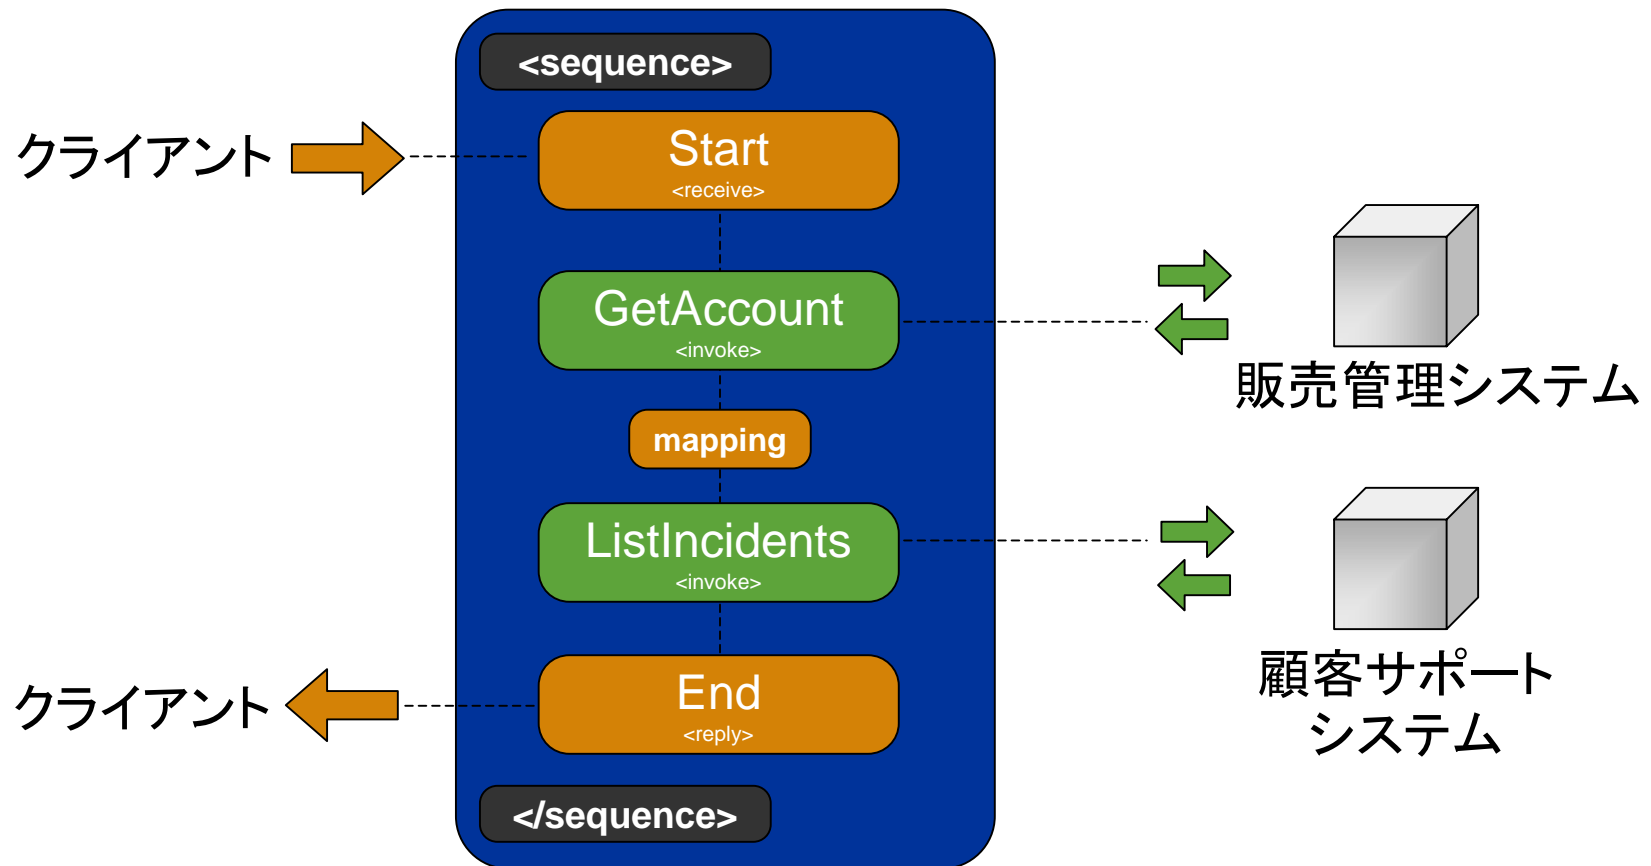 <sequence>
クライアント
Start
<receive>
GetAccount
<invoke>
販売管理システム
mapping
ListIncidents
<invoke>
顧客サポート
システム
クライアント
End
<reply>
</sequence>